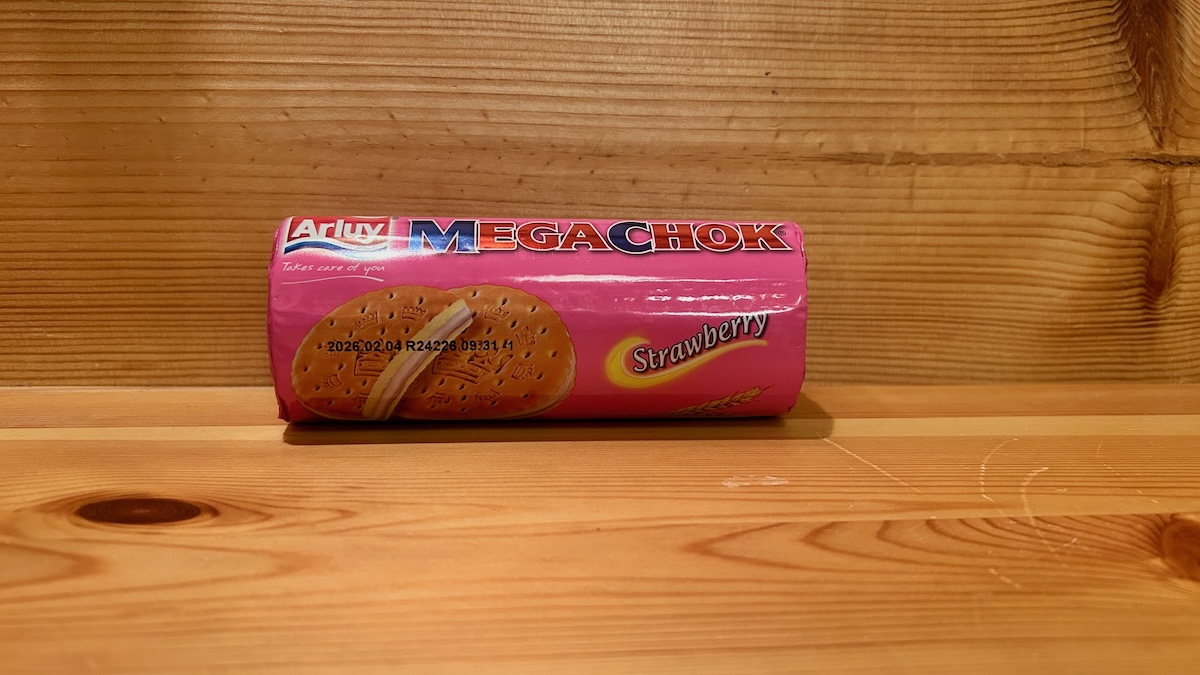 Arluy
MEGACHOK®
Takes care of you
2026.02.04 R24226 09:31 1
Strawberry